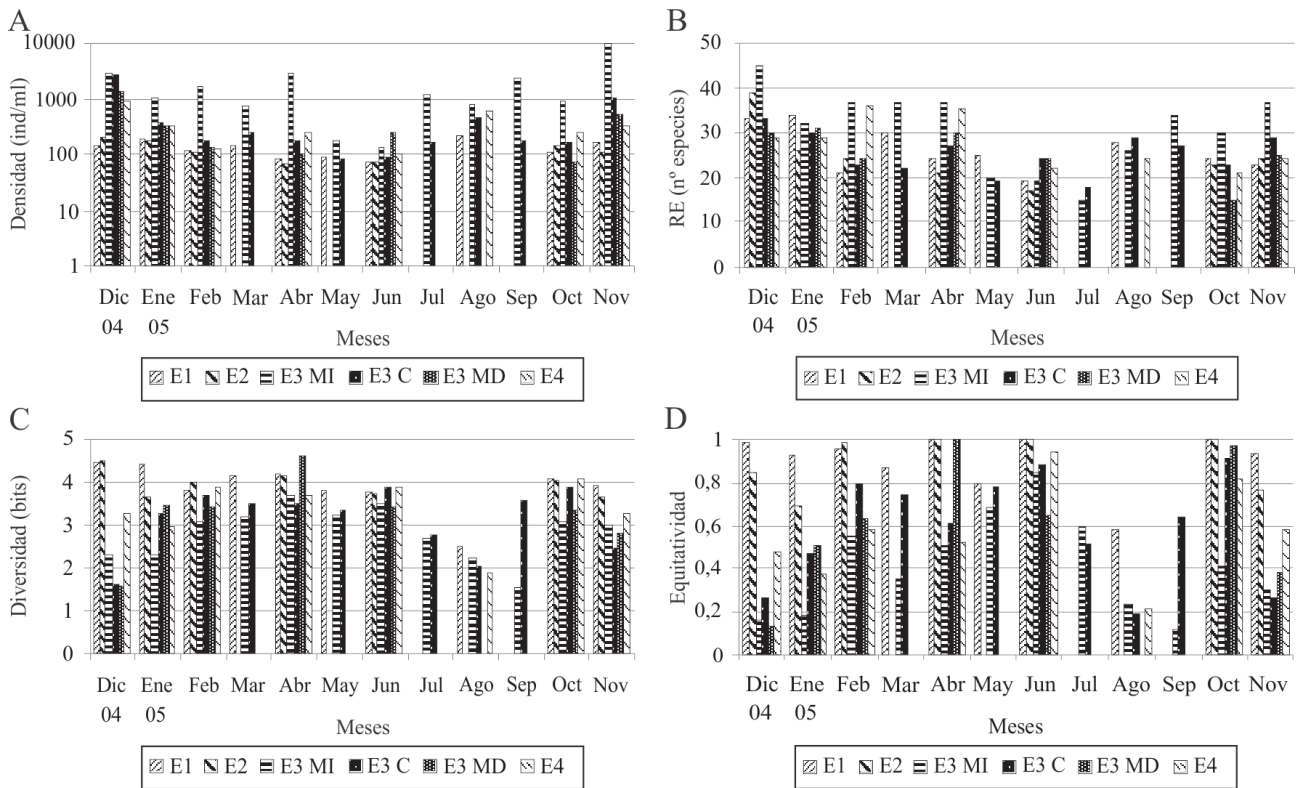 A
Densidad (ind/ml)
10000
1000
100
10
1
Dic 04
Ene 05
Feb
Mar
Abr
May
Jun
Jul
Ago
Sep
Oct
Nov
Meses
E1 E2 E3 MI E3 C E3 MD E4
B
RE (nº especies)
50
40
30
20
10
0
Dic 04
Ene 05
Feb
Mar
Abr
May
Jun
Jul
Ago
Sep
Oct
Nov
Meses
E1 E2 E3 MI E3 C E3 MD E4
C
Diversidad (bits)
5
4
3
2
1
0
Dic 04
Ene 05
Feb
Mar
Abr
May
Jun
Jul
Ago
Sep
Oct
Nov
Meses
E1 E2 E3 MI E3 C E3 MD E4
D
Equitatividad
1
0,8
0,6
0,4
0,2
0
Dic 04
Ene 05
Feb
Mar
Abr
May
Jun
Jul
Ago
Sep
Oct
Nov
Meses
E1 E2 E3 MI E3 C E3 MD E4